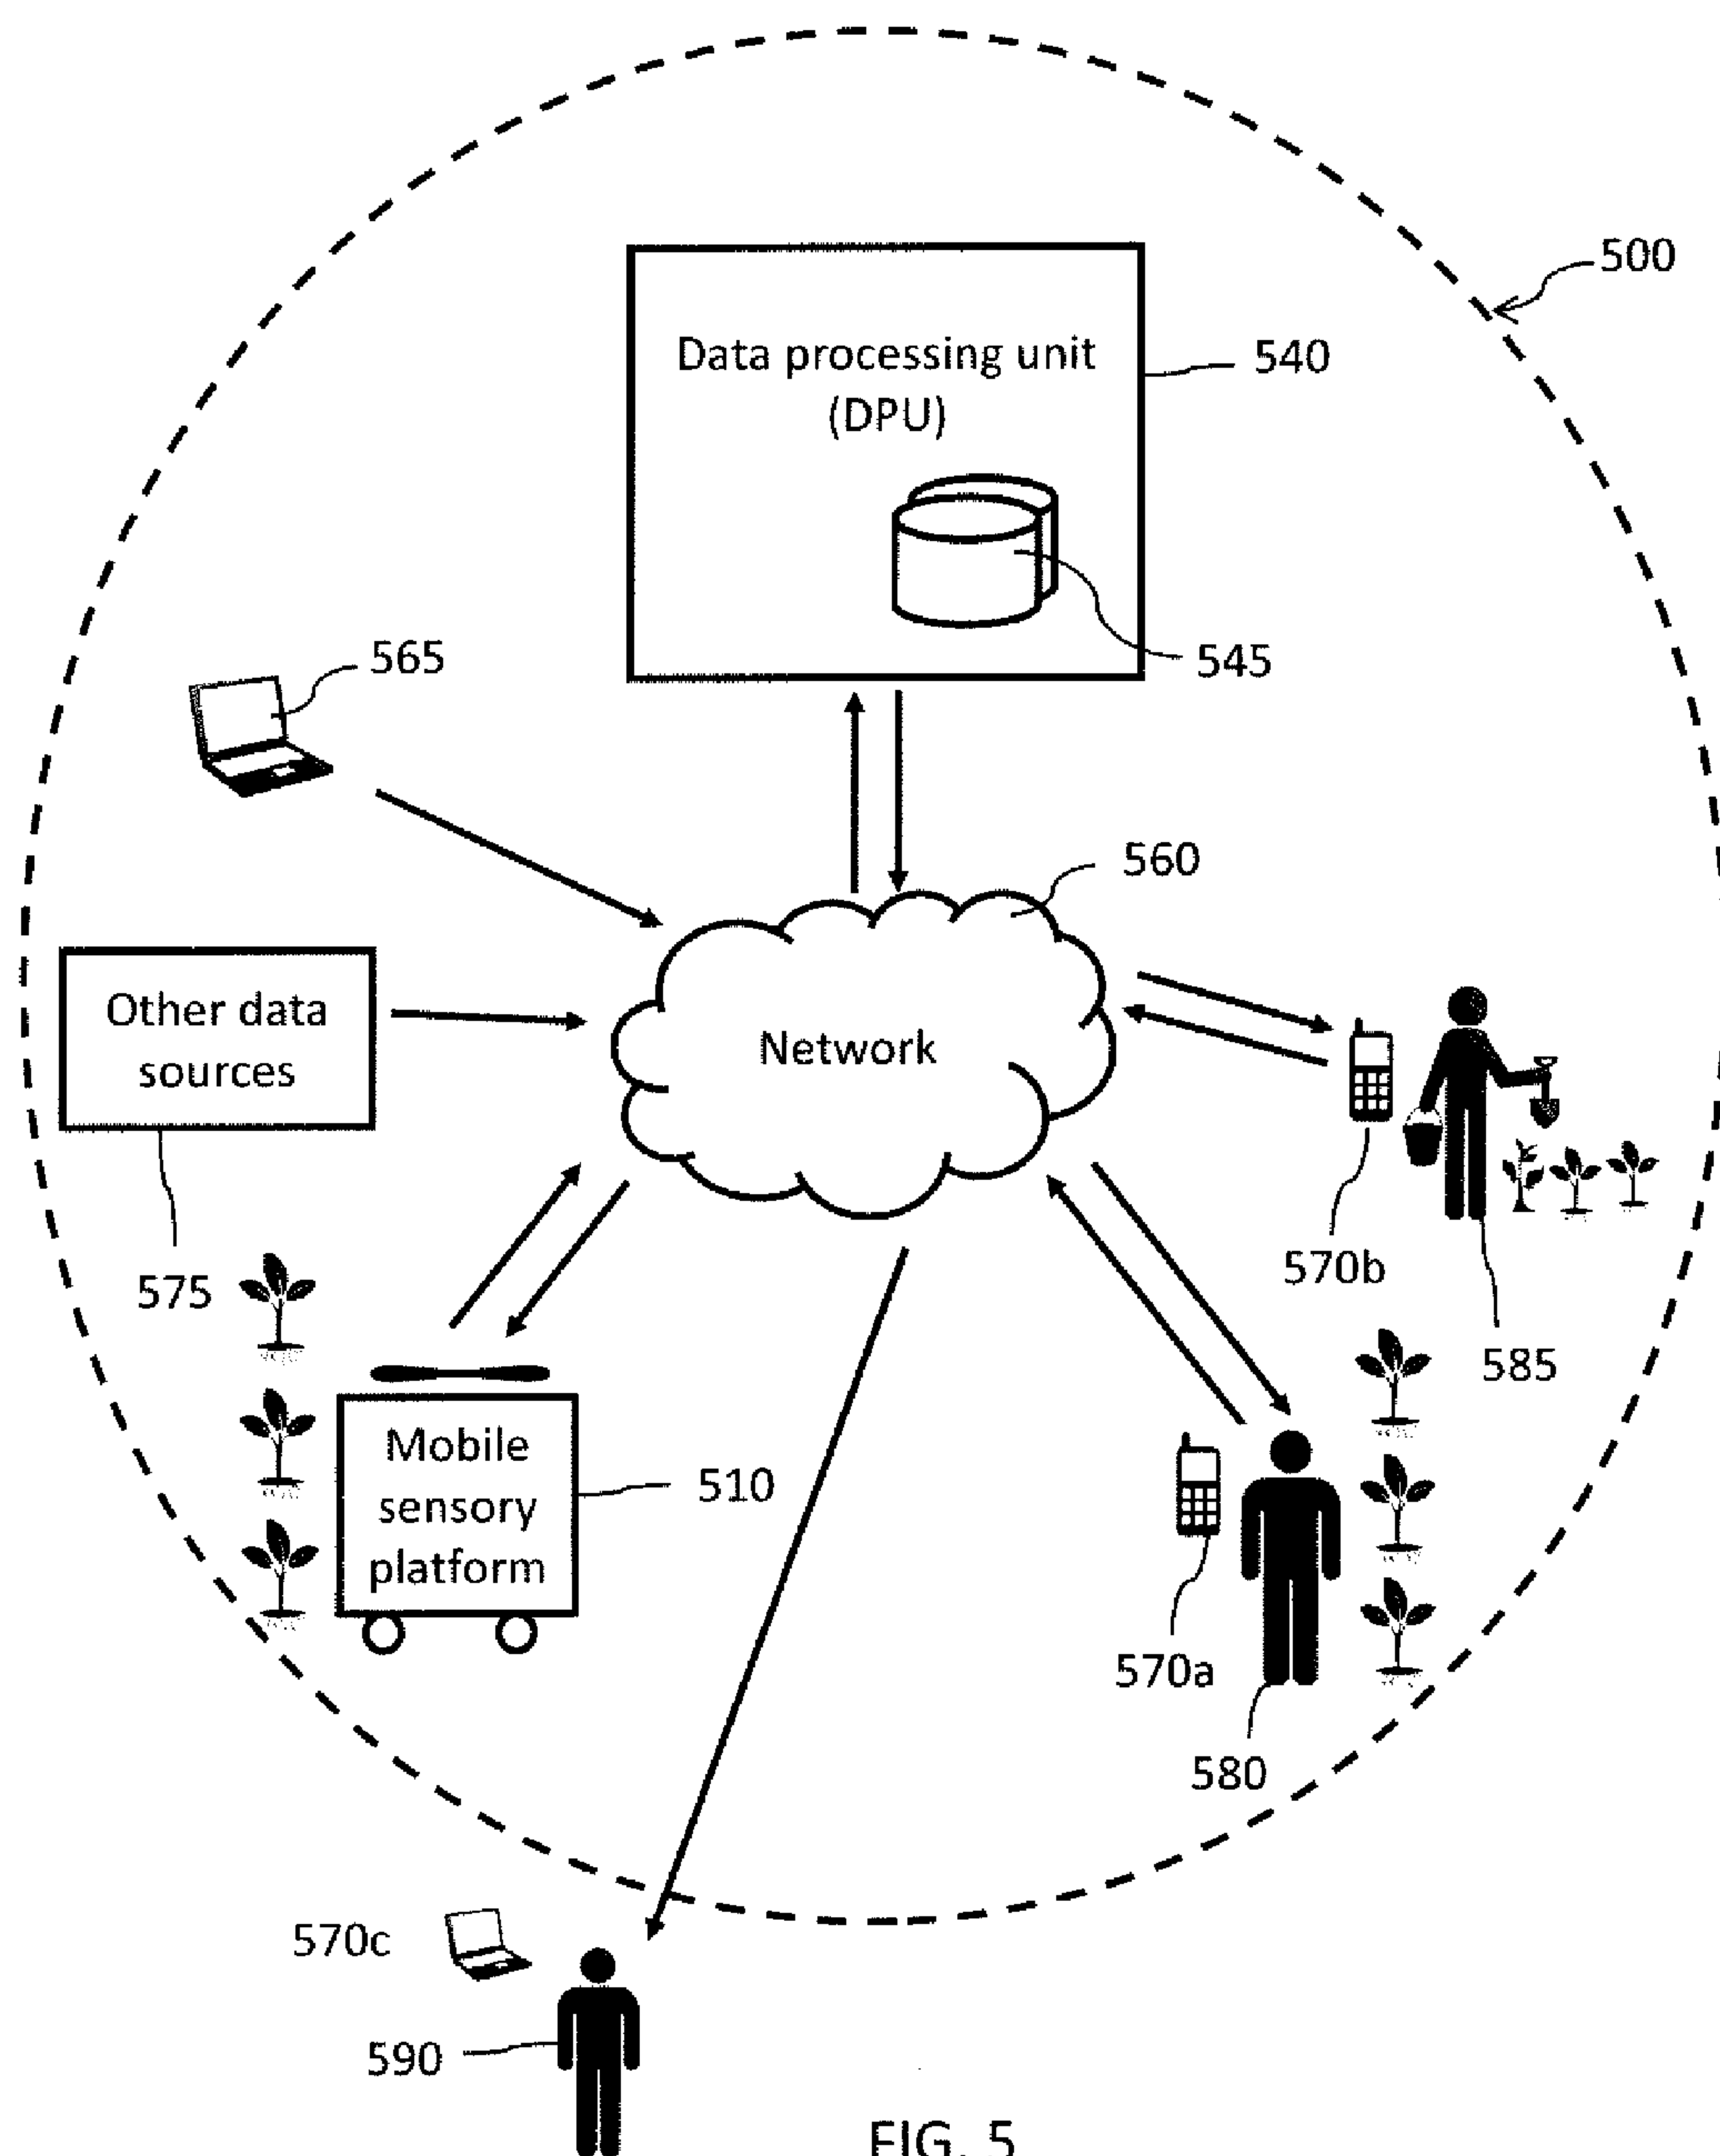 500
Data processing unit
(DPU)
540
545
565
560
Other data
sources
Network
575
570b
585
Mobile
sensory
platform
510
570a
580
570c
590
FIG. 5